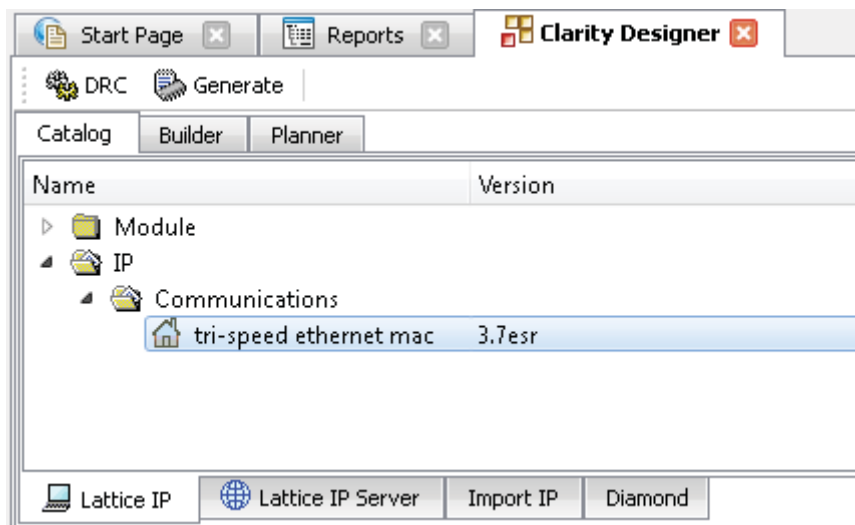 Start Page Reports Clarity Designer
DRC Generate
Catalog Builder Planner
Name Version
Module
IP
Communications
tri-speed ethernet mac 3.7esr
Lattice IP Lattice IP Server Import IP Diamond